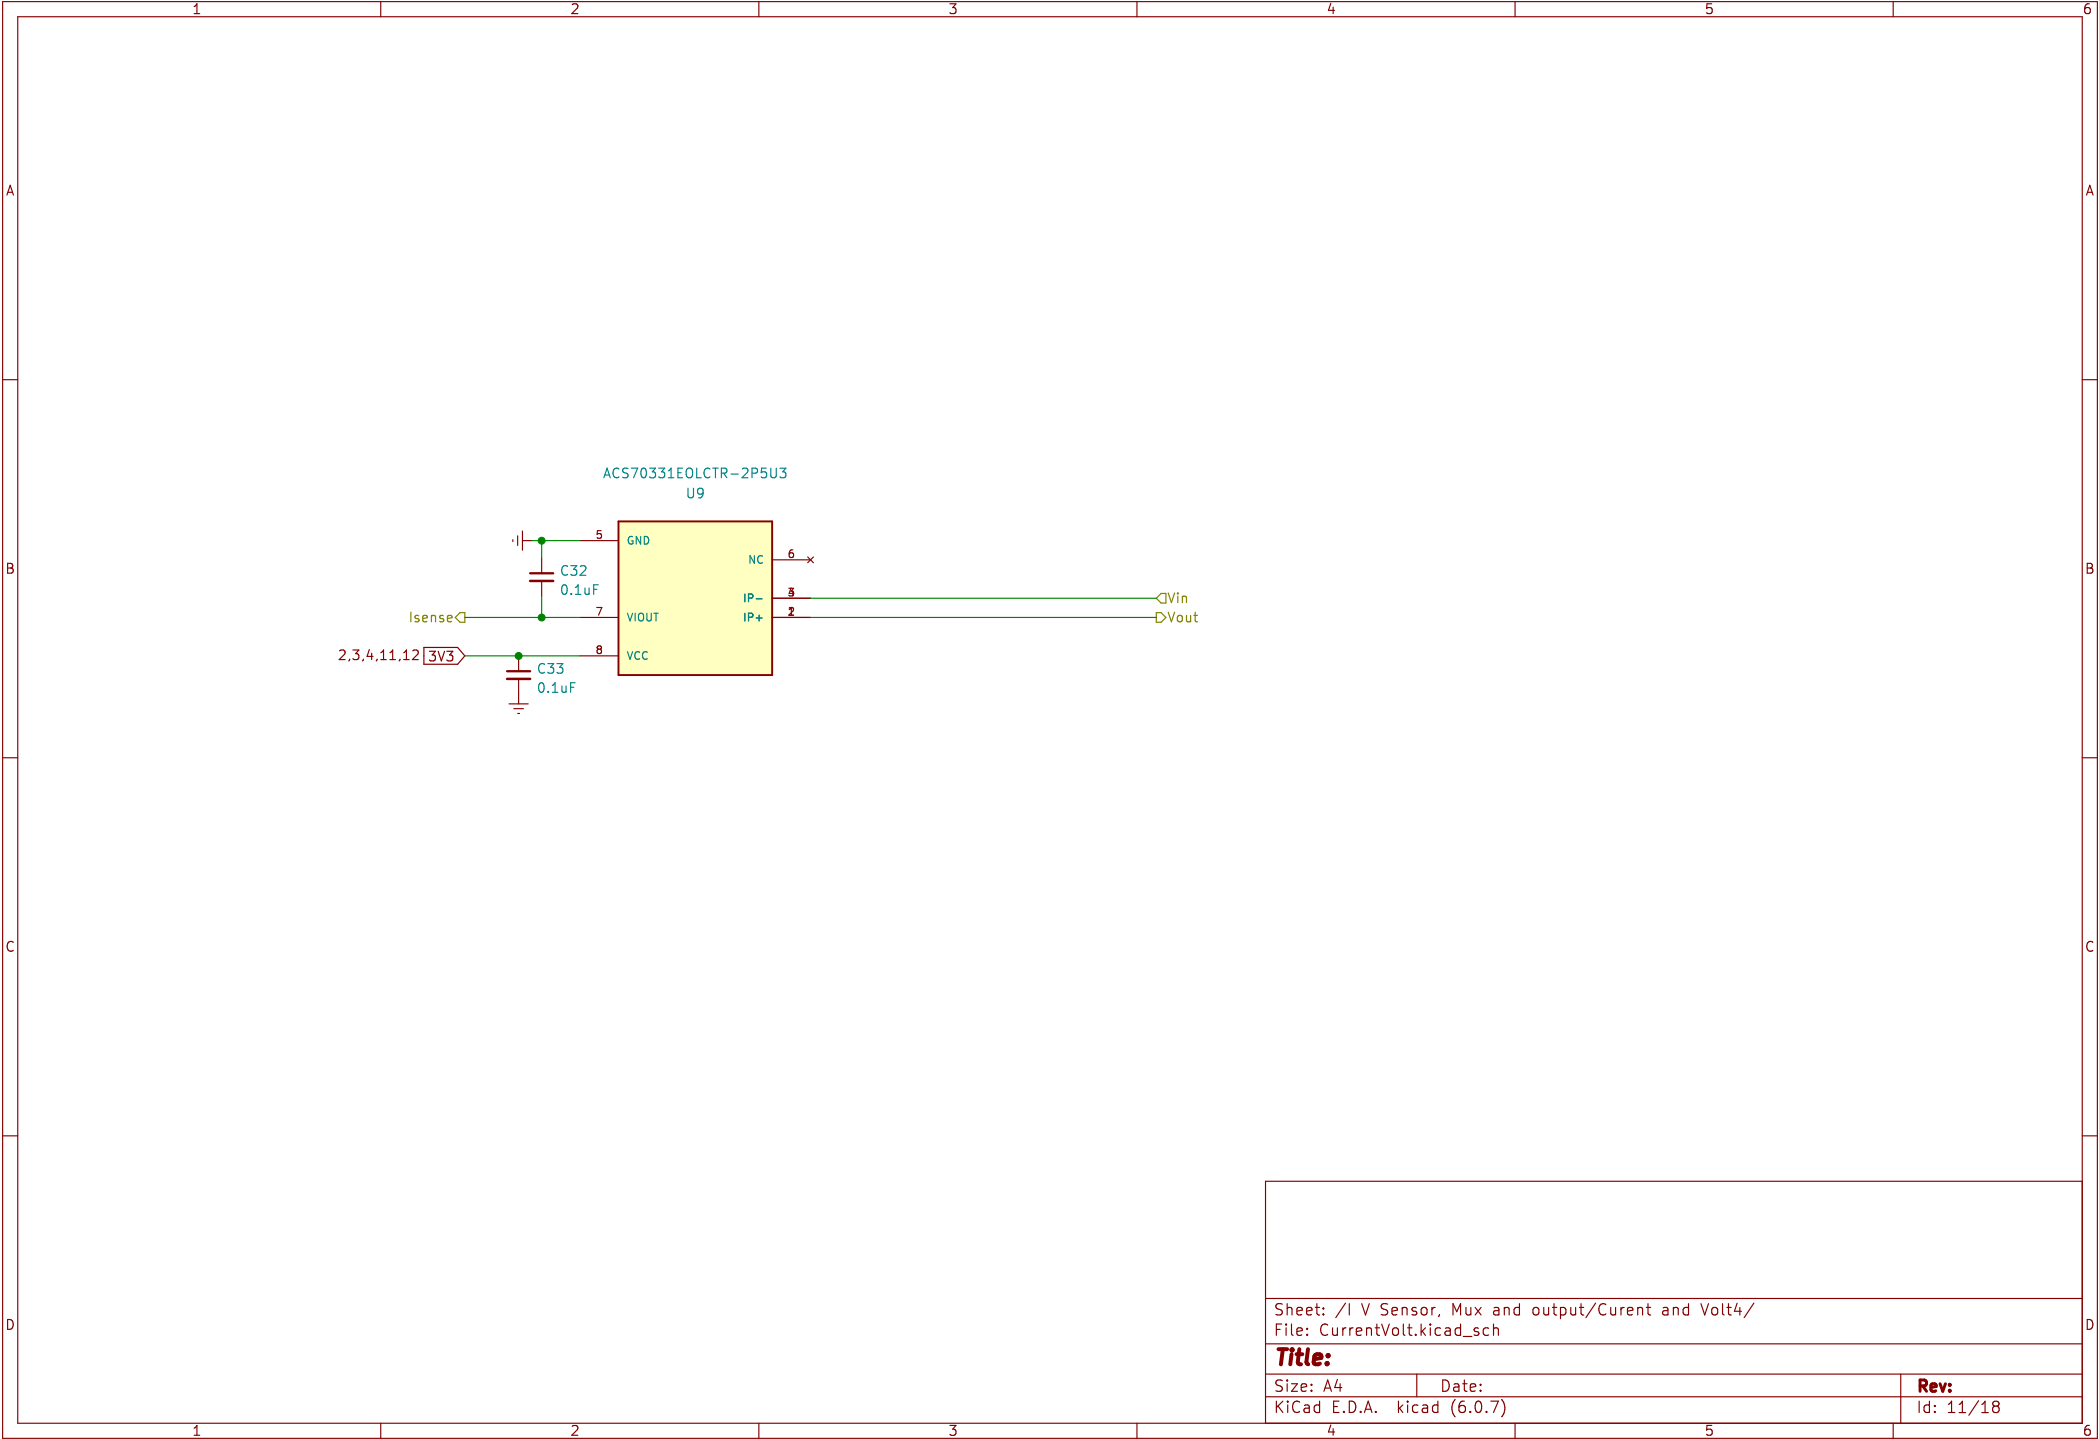 1 2 3 4 5 6
A A
ACS70331EOLCTR-2P5U3
U9
5 GND
NC 6
B B
C32
0.1uF
IP- Vin
Isense 7 VIOUT IP+ Vout
2,3,4,11,12 3V3 8 VCC
C33
0.1uF
C C
Sheet: /I V Sensor, Mux and output/Curent and Volt4/
File: CurrentVolt.kicad_sch
D D
Title:
Size: A4 Date: Rev:
KiCad E.D.A. kicad (6.0.7) Id: 11/18
1 2 3 4 5 6